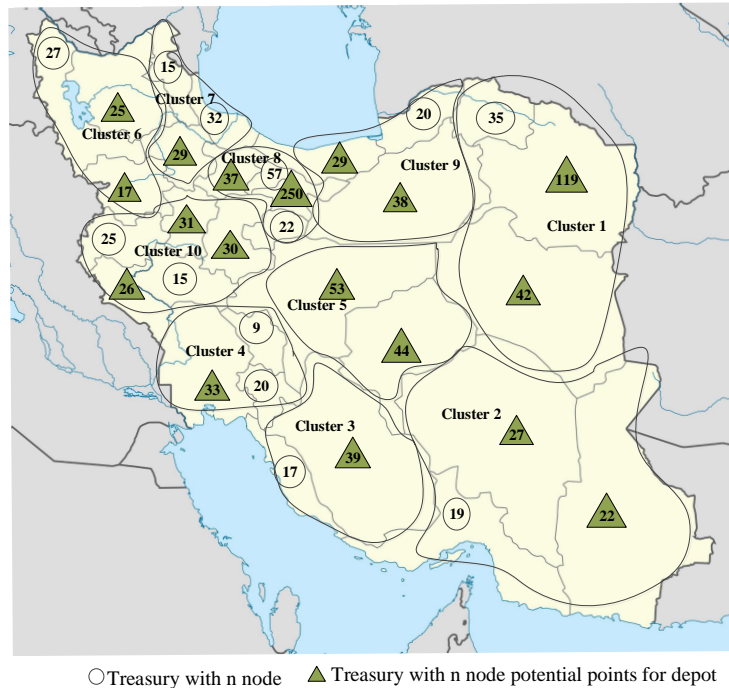 27
15
Cluster 7
25
32
20
35
Cluster 6
29
Cluster 8
29
Cluster 9
57
119
17
37
250
38
31
22
Cluster 1
25
Cluster 10
30
26
15
53
42
Cluster 5
9
Cluster 4
44
33
20
Cluster 3
Cluster 2
27
39
17
19
22
Treasury with n node
Treasury with n node potential points for depot